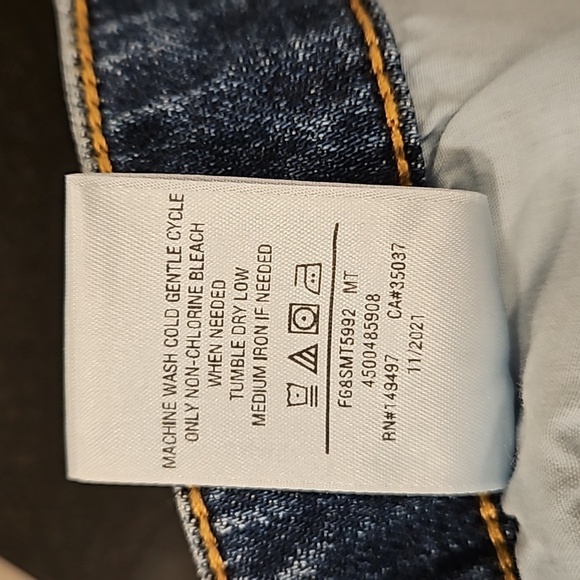 MACHINE WASH COLD GENTLE CYCLE
ONLY NON-CHLORINE BLEACH
WHEN NEEDED
TUMBLE DRY LOW
MEDIUM IRON IF NEEDED
FG8SMT5992 MT
4500485908
RN#149497 CA#35037
11/2021